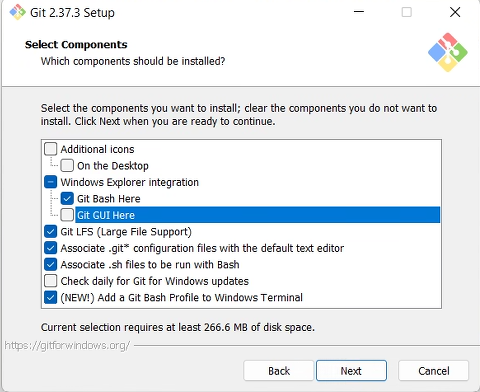 Git 2.37.3 Setup
Select Components
Which components should be installed?
Select the components you want to install; clear the components you do not want to
install. Click Next when you are ready to continue.
Additional icons
On the Desktop
Windows Explorer integration
Git Bash Here
Git GUI Here
Git LFS (Large File Support)
Associate .git* configuration files with the default text editor
Associate .sh files to be run with Bash
Check daily for Git for Windows updates
(NEW!) Add a Git Bash Profile to Windows Terminal
Current selection requires at least 266.6 MB of disk space.
https://gitforwindows.org/
Back Next Cancel